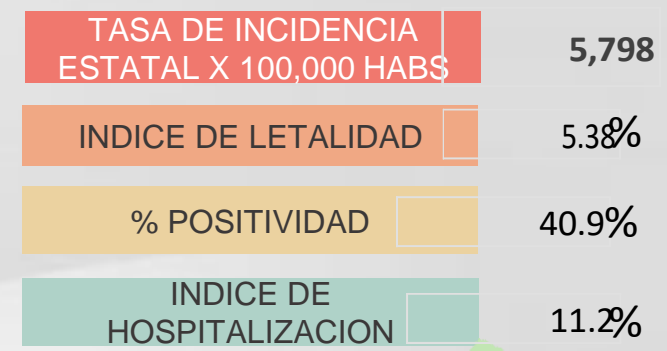 TASA DE INCIDENCIA
ESTATAL X 100,000 HABS
5,798
INDICE DE LETALIDAD
5.38%
% POSITIVIDAD
40.9%
INDICE DE
HOSPITALIZACION
11.2%